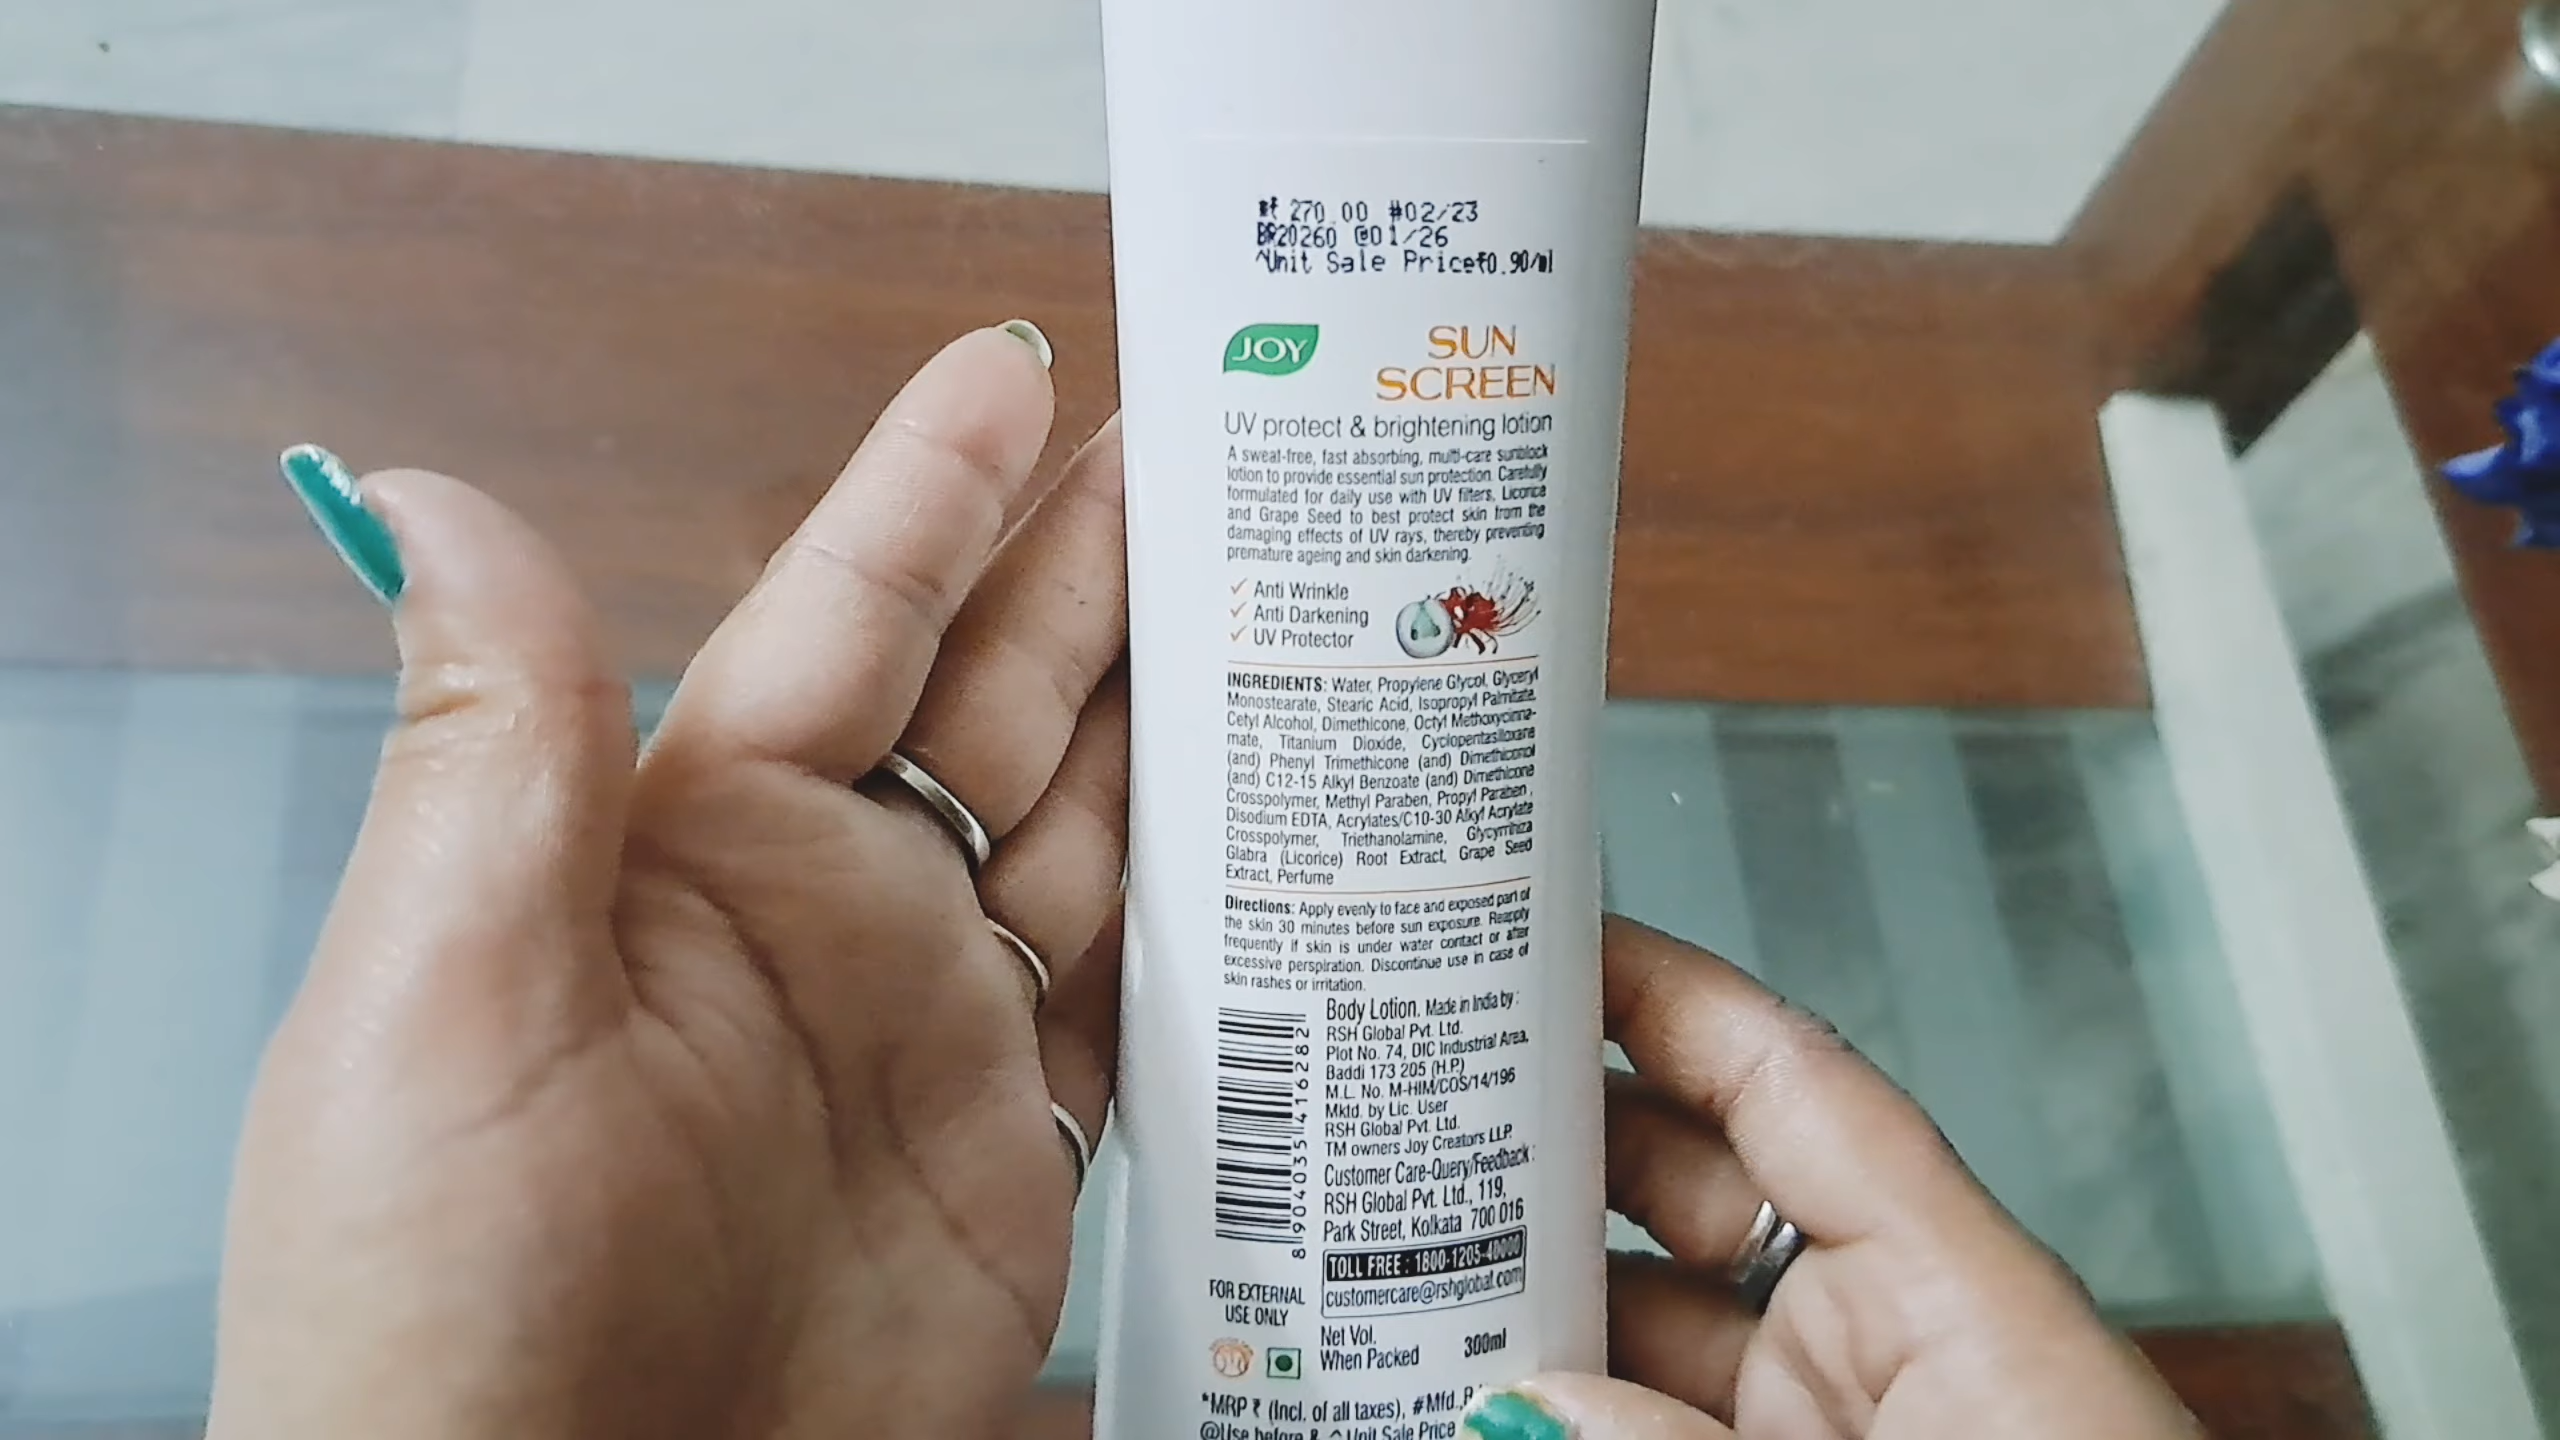 *₹ 270.00 #02/23
BR20260 @01/26
^Unit Sale Price₹0.90/ml
JOY
SUN
SCREEN
UV protect & brightening lotion
A sweat-free, fast absorbing, multi-care sunblock
lotion to provide essential sun protection. Carefully
formulated for daily use with UV filters, Licorice
and Grape Seed to best protect skin from the
damaging effects of UV rays, thereby preventing
premature ageing and skin darkening.
✓ Anti Wrinkle
✓ Anti Darkening
✓ UV Protector
INGREDIENTS: Water, Propylene Glycol, Glyceryl
Monostearate, Stearic Acid, Isopropyl Palmitate,
Cetyl Alcohol, Dimethicone, Octyl Methoxycinna-
mate, Titanium Dioxide, Cyclopentasiloxane
(and) Phenyl Trimethicone (and) Dimethiconol
(and) C12-15 Alkyl Benzoate (and) Dimethicone
Crosspolymer, Methyl Paraben, Propyl Paraben,
Disodium EDTA, Acrylates/C10-30 Alkyl Acrylate
Crosspolymer, Triethanolamine, Glycyrrhiza
Glabra (Licorice) Root Extract, Grape Seed
Extract, Perfume
Directions: Apply evenly to face and exposed part of
the skin 30 minutes before sun exposure. Reapply
frequently if skin is under water contact or after
excessive perspiration. Discontinue use in case of
skin rashes or irritation.
8 904035 416282
Body Lotion. Made in India by:
RSH Global Pvt. Ltd.
Plot No. 74, DIC Industrial Area,
Baddi 173 205 (H.P.)
M.L. No. M-HIM/COS/14/196
Mktd. by Lic. User
RSH Global Pvt. Ltd.
TM owners Joy Creators LLP.
Customer Care-Query/Feedback:
RSH Global Pvt. Ltd., 119,
Park Street, Kolkata 700 016
TOLL FREE : 1800-1205-40000
customercare@rshglobal.com
FOR EXTERNAL
USE ONLY
Net Vol.
When Packed 300ml
*MRP ₹ (Incl. of all taxes), #Mfd.,
@Use before & ^ Unit Sale Price